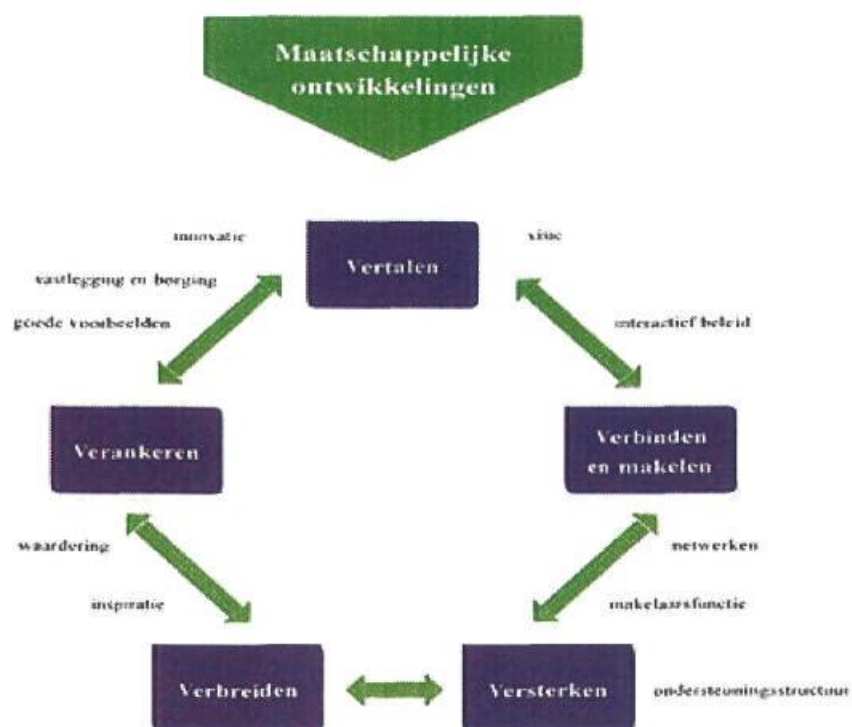 Maatschappelijke
ontwikkelingen
innovatie
Vertalen
visie
vastlegging en borging
goede voorbeelden
interactief beleid
Verankeren
Verbinden
en makelen
waardering
netwerken
inspiratie
makelaarsfunctie
Verbreiden
Versterken
ondersteuningsstructuur